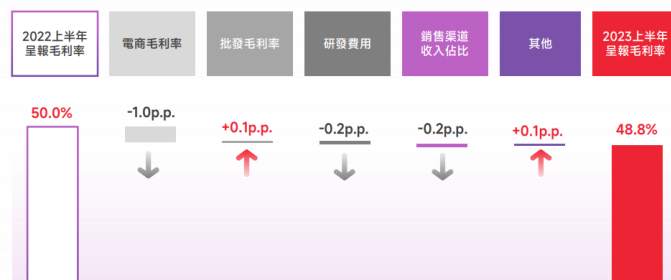 2022上半年
呈報毛利率
電商毛利率
批發毛利率
研發費用
銷售渠道
收入佔比
其他
2023上半年
呈報毛利率
50.0%
-1.0p.p.
+0.1p.p.
-0.2p.p.
-0.2p.p.
+0.1p.p.
48.8%